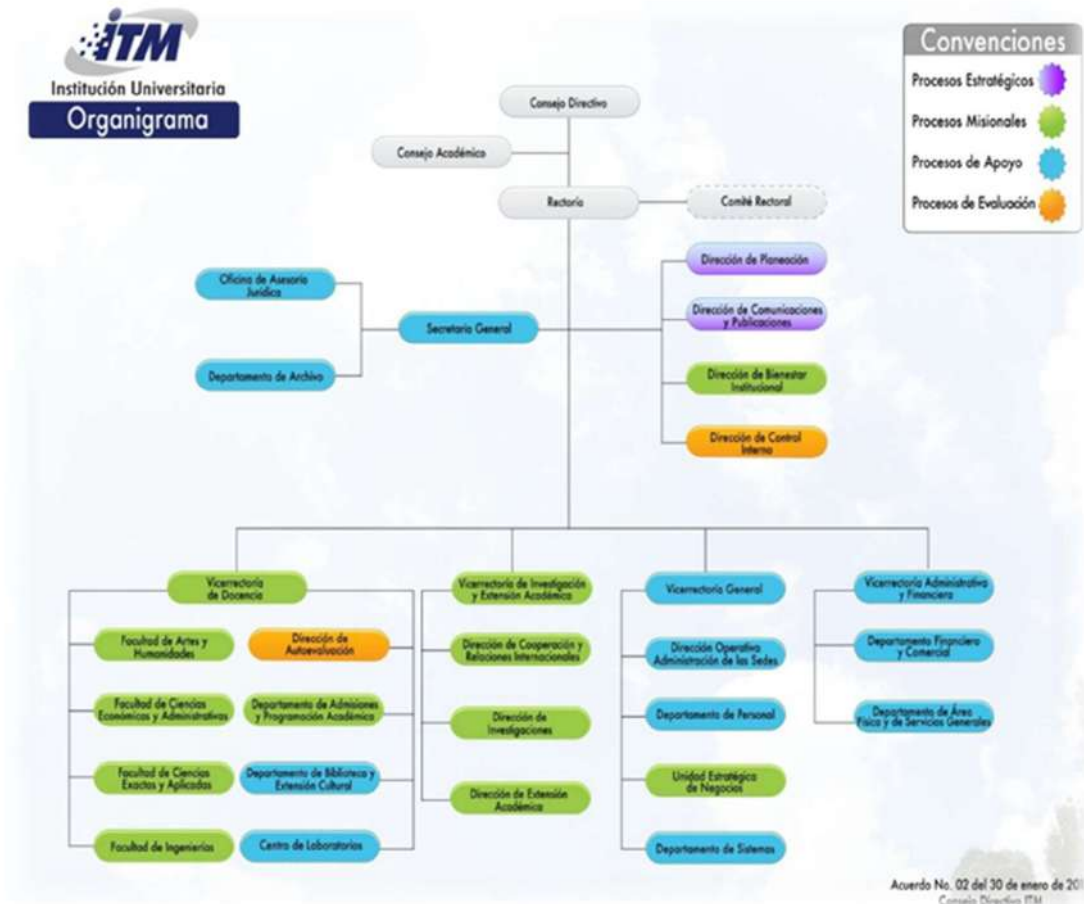 iTM
Institución Universitaria
Organigrama
Convenciones
Procesos Estratégicos
Procesos Misionales
Procesos de Apoyo
Procesos de Evaluación
Consejo Directivo
Consejo Académico
Rectoría
Comité Rectoral
Dirección de Planeación
Oficina de Asesoría
Jurídica
Dirección de Comunicaciones
y Publicaciones
Secretaría General
Departamento de Archivo
Dirección de Bienestar
Institucional
Dirección de Control
Interno
Vicerrectoría
de Docencia
Vicerrectoría de Investigación
y Extensión Académica
Vicerrectoría General
Vicerrectoría Administrativa
y Financiera
Facultad de Artes y
Humanidades
Dirección de
Autoevaluación
Dirección de Cooperación y
Relaciones Internacionales
Dirección Operativa
Administración de las Sedes
Departamento Financiero
y Comercial
Facultad de Ciencias
Económicas y Administrativas
Departamento de Admisiones
y Programación Académica
Dirección de
Investigaciones
Departamento de Personal
Departamento de Área
Física y de Servicios Generales
Facultad de Ciencias
Exactas y Aplicadas
Departamento de Biblioteca y
Extensión Cultural
Dirección de Extensión
Académica
Unidad Estratégica
de Negocios
Facultad de Ingenierías
Centro de Laboratorios
Departamento de Sistemas
Acuerdo No. 02 del 30 de enero de
Consejo Directivo ITM